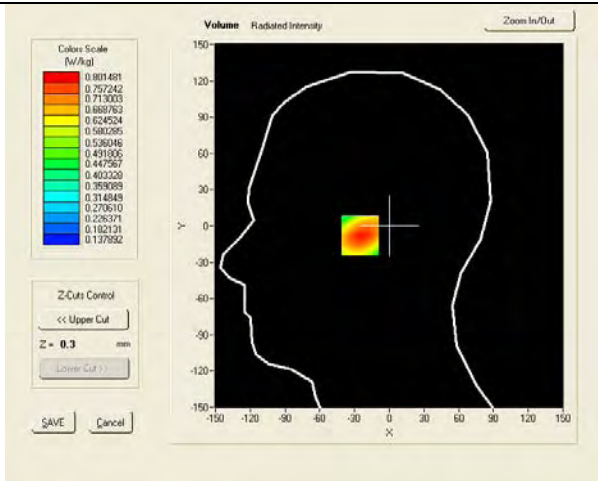 Volume Radiated Intensity
Zoom In/Out
Colors Scale
(W/kg)
0.801481
0.757242
0.713003
0.668763
0.624524
0.580285
0.536046
0.491806
0.447567
0.403328
0.359089
0.314849
0.270610
0.226371
0.182131
0.137892
Z-Cuts Control
<< Upper Cut
Z = 0.3 mm
Lower Cut >>
SAVE Cancel
150-
120-
90-
60-
30-
0-
-30-
-60-
-90-
-120-
-150-
Y
-150 -120 -90 -60 -30 0 30 60 90 120 150
X